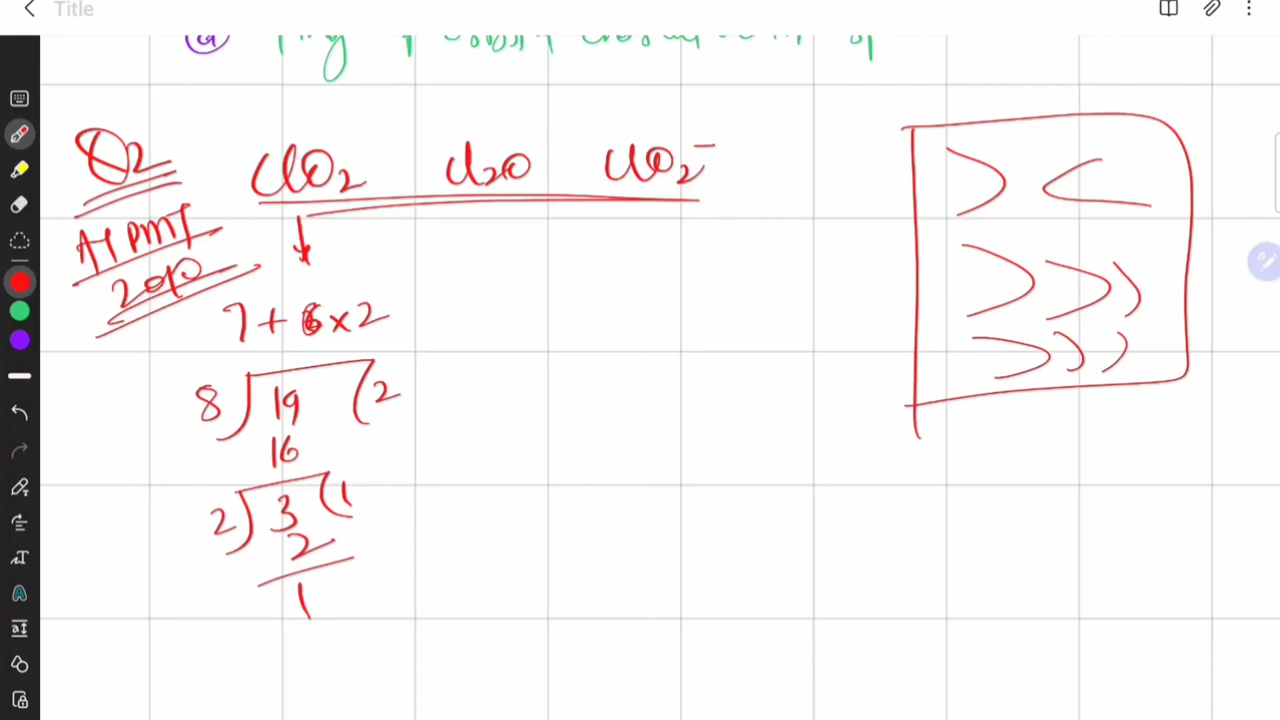 Title
Q2 ClO2 Cl2O ClO2-
AIPMT
2010
7 + 6 x 2
8 ) 19 ( 2
16
2 ) 3 ( 1
2
1